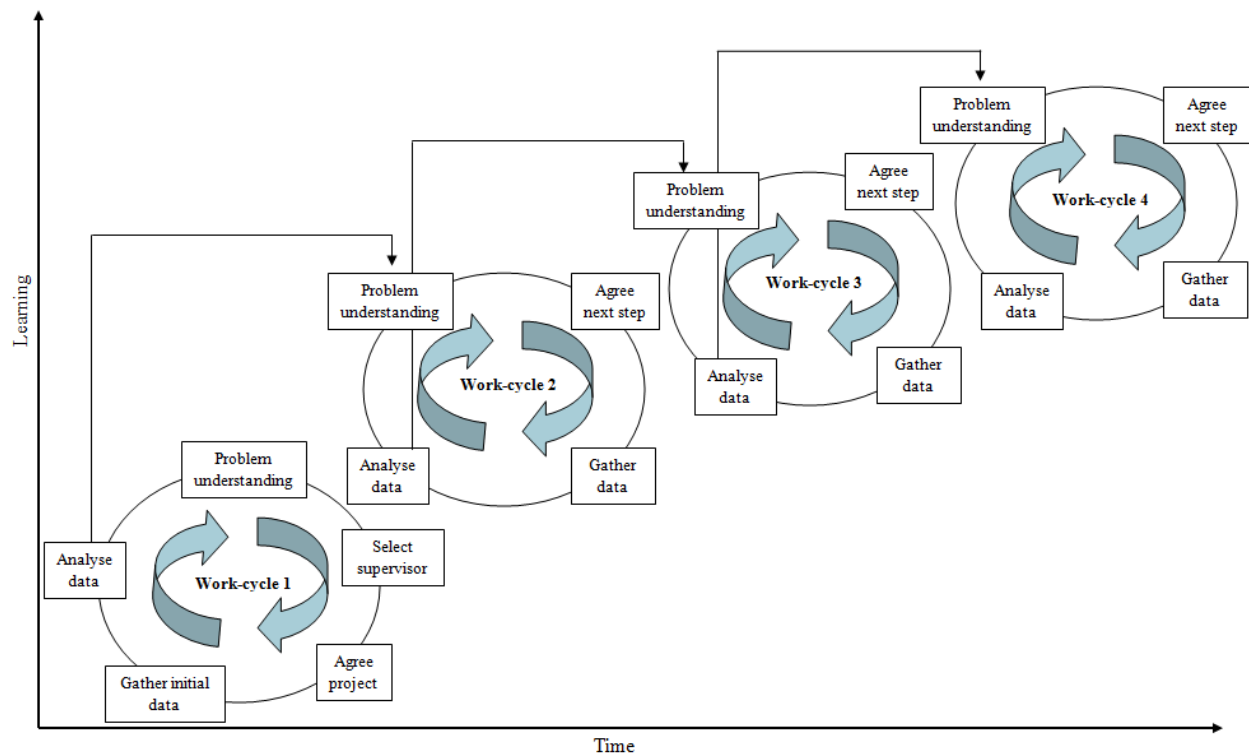 Problem
understanding
Agree
next step
Work-cycle 4
Analyse
data
Gather
data
Problem
understanding
Agree
next step
Work-cycle 3
Analyse
data
Gather
data
Problem
understanding
Agree
next step
Work-cycle 2
Analyse
data
Gather
data
Problem
understanding
Select
supervisor
Work-cycle 1
Analyse
data
Gather initial
data
Agree
project
Learning
Time